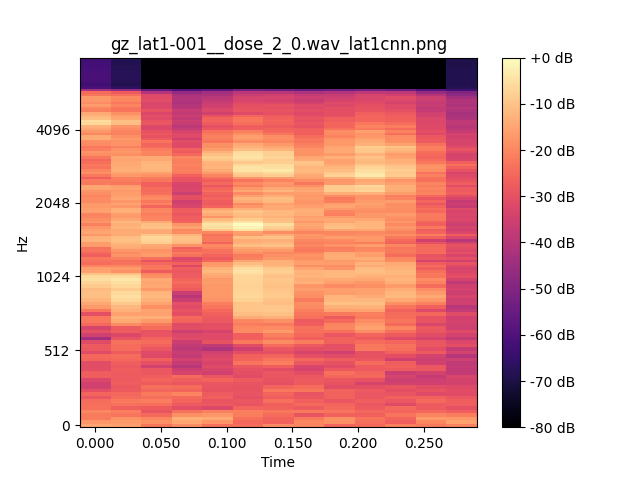 gz_lat1-001__dose_2_0.wav_lat1cnn.png
+0 dB
-10 dB
-20 dB
-30 dB
-40 dB
-50 dB
-60 dB
-70 dB
-80 dB
4096
2048
1024
512
0
Hz
0.000 0.050 0.100 0.150 0.200 0.250
Time